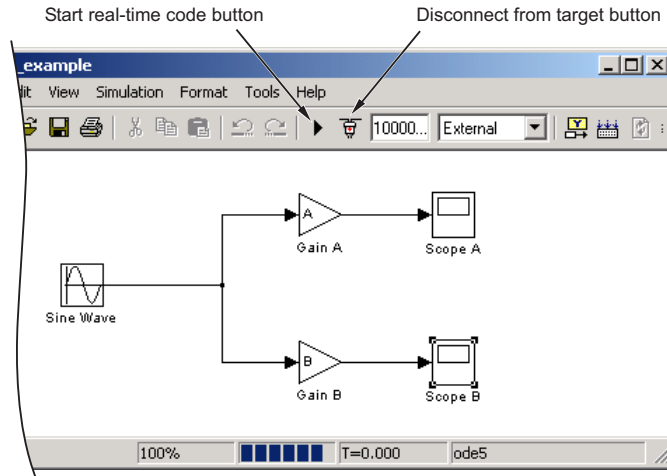 Start real-time code button
Disconnect from target button
_example
View Simulation Format Tools Help
10000... External
A
Gain A
Scope A
Sine Wave
B
Gain B
Scope B
100% T=0.000 ode5